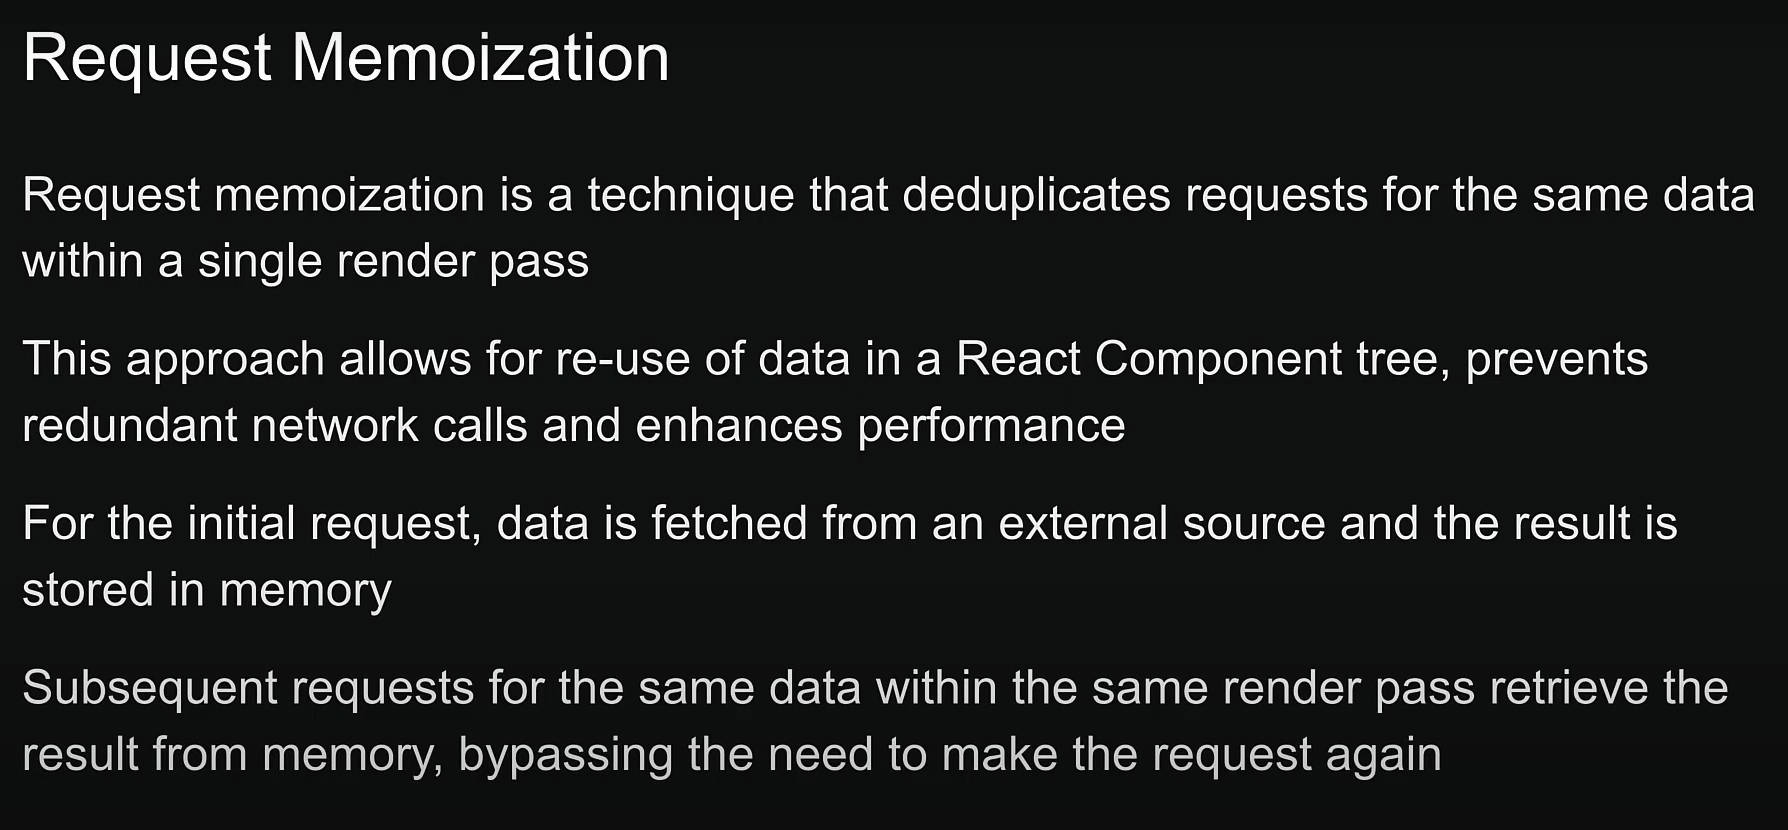 Request Memoization
Request memoization is a technique that deduplicates requests for the same data
within a single render pass
This approach allows for re-use of data in a React Component tree, prevents
redundant network calls and enhances performance
For the initial request, data is fetched from an external source and the result is
stored in memory
Subsequent requests for the same data within the same render pass retrieve the
result from memory, bypassing the need to make the request again